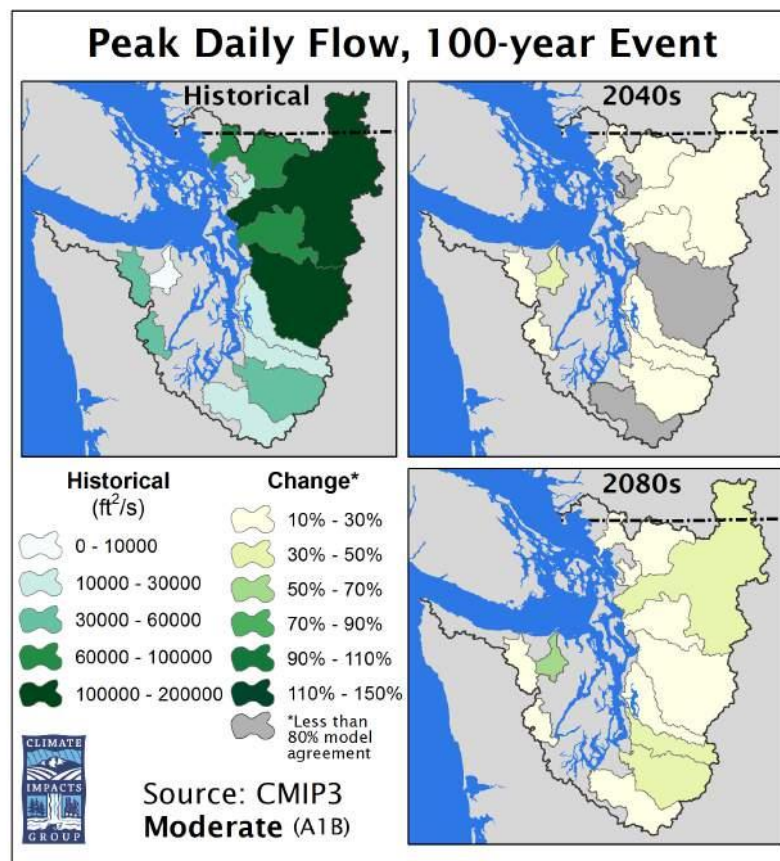 Peak Daily Flow, 100-year Event
Historical
2040s
2080s
Historical
(ft²/s)
0 - 10000
10000 - 30000
30000 - 60000
60000 - 100000
100000 - 200000
Change*
10% - 30%
30% - 50%
50% - 70%
70% - 90%
90% - 110%
110% - 150%
*Less than
80% model
agreement
CLIMATE
IMPACTS
GROUP
Source: CMIP3
Moderate (A1B)